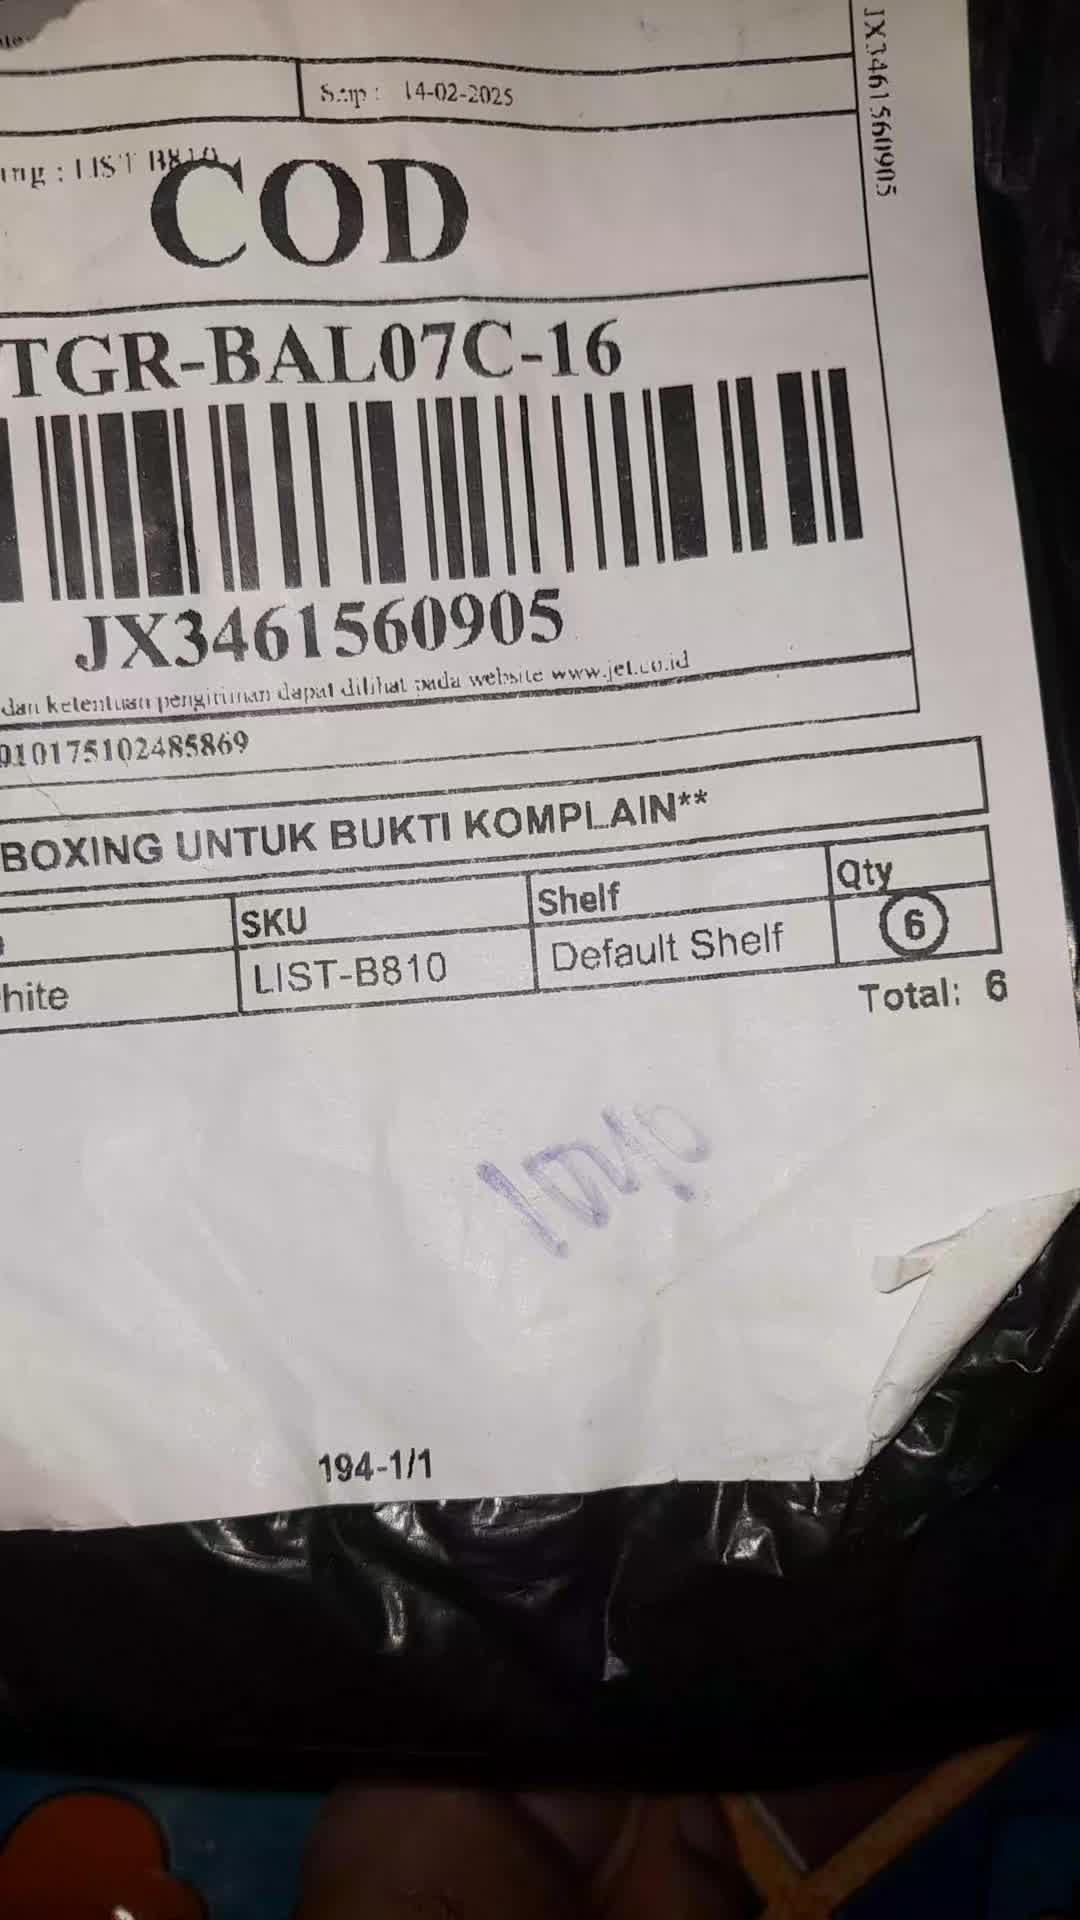 14-02-2025
JX3461560905
: LIST B810
COD
TGR-BAL07C-16
JX3461560905
dan ketentuan pengiriman dapat dilihat pada website www.jet.co.id
010175102485869
BOXING UNTUK BUKTI KOMPLAIN**
SKU Shelf Qty
hite LIST-B810 Default Shelf 6
Total: 6
194-1/1